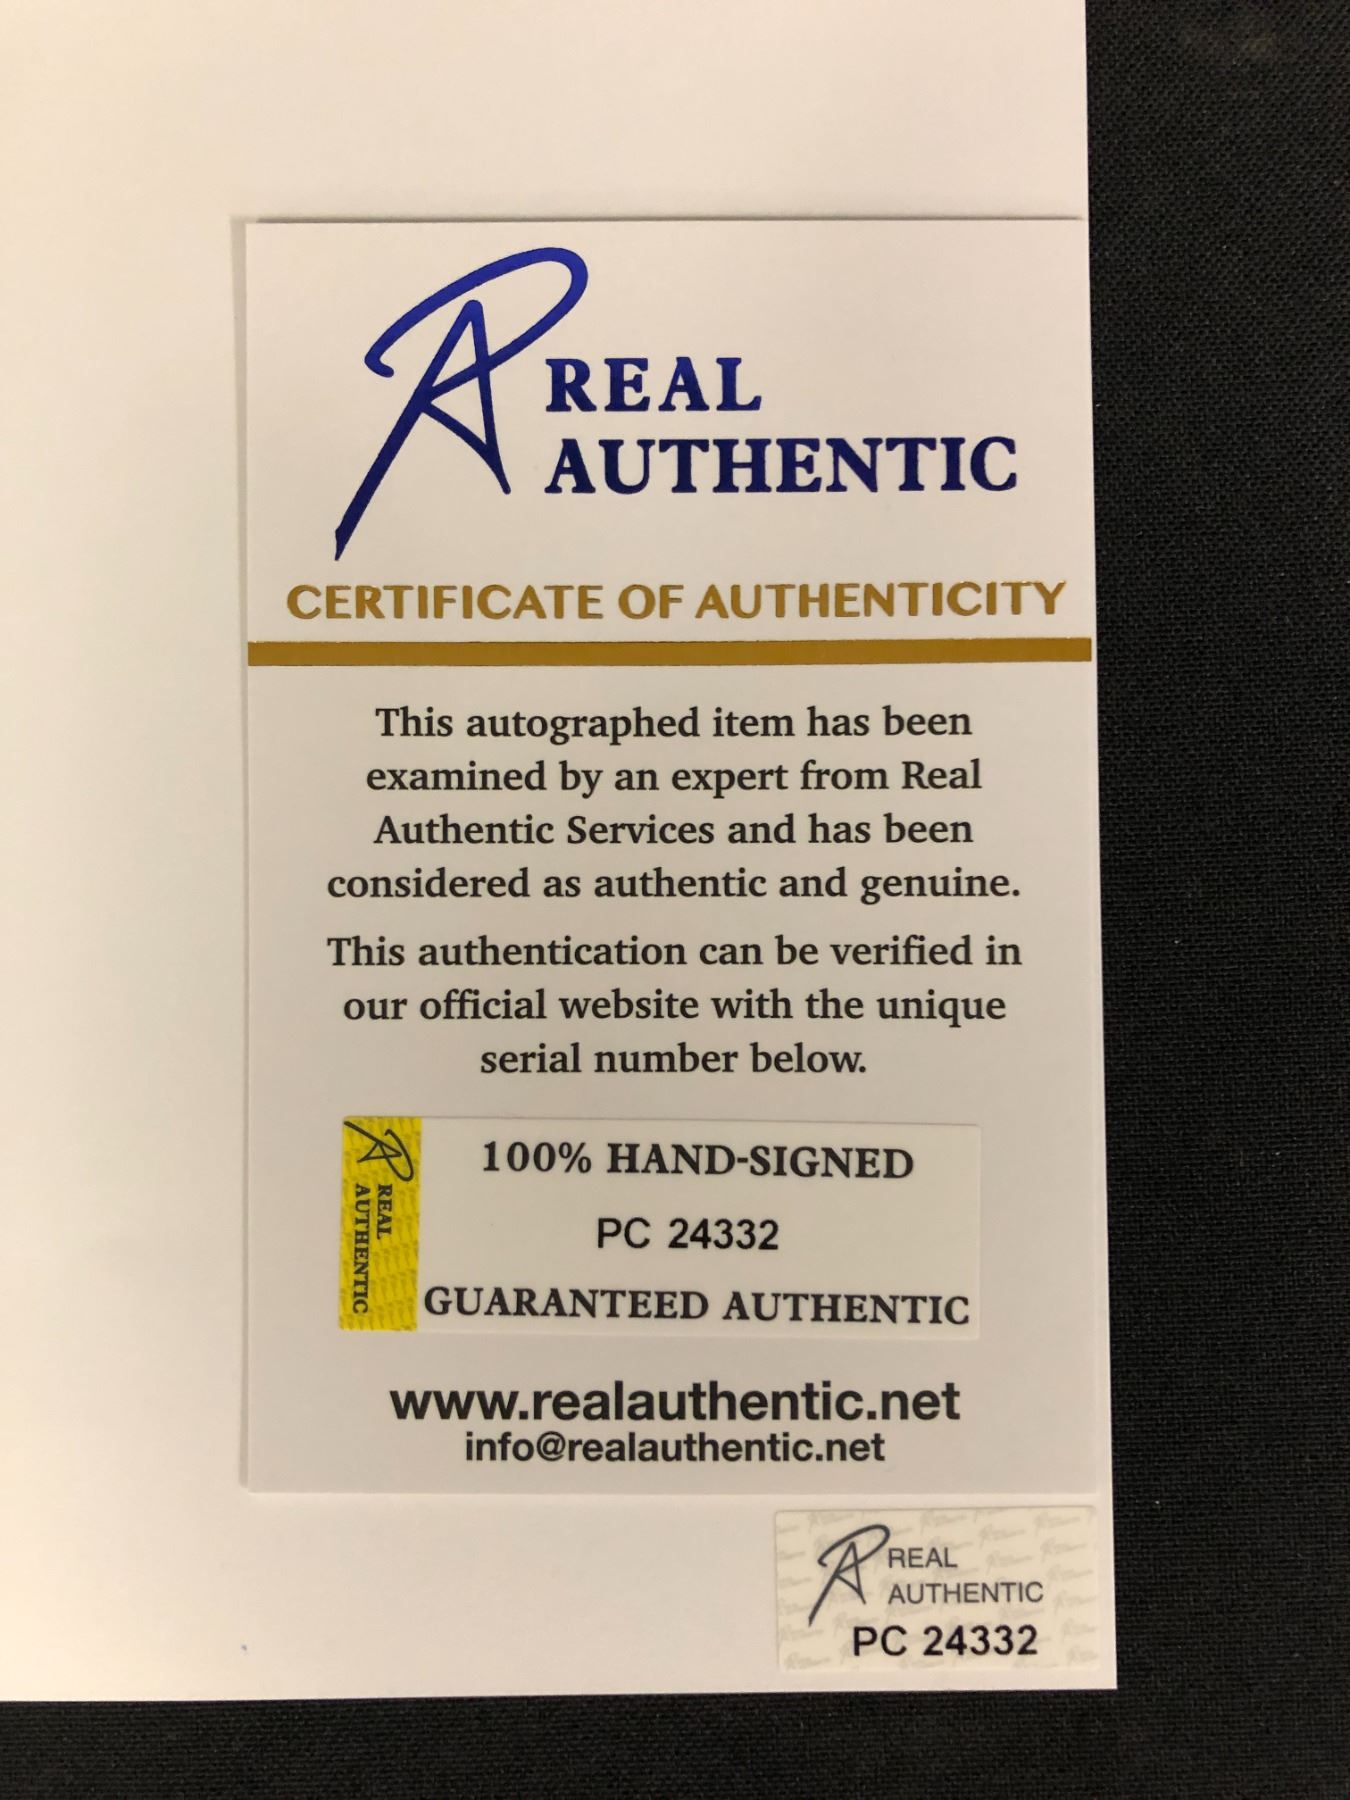 RA REAL
AUTHENTIC
CERTIFICATE OF AUTHENTICITY
This autographed item has been
examined by an expert from Real
Authentic Services and has been
considered as authentic and genuine.
This authentication can be verified in
our official website with the unique
serial number below.
RA REAL
AUTHENTIC
100% HAND-SIGNED
PC 24332
GUARANTEED AUTHENTIC
www.realauthentic.net
info@realauthentic.net
RA REAL
AUTHENTIC
PC 24332